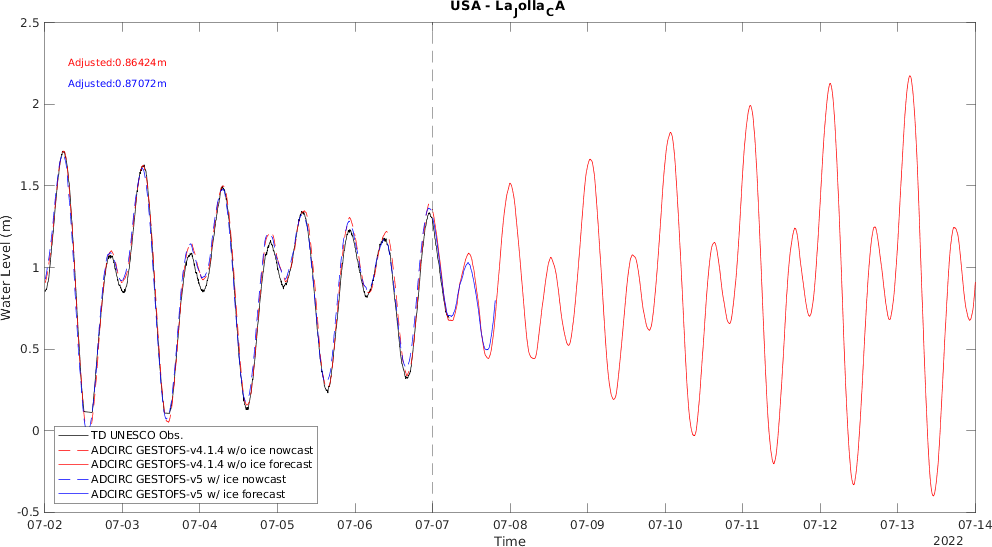 USA - LaJollaCA
Adjusted:0.86424m
Adjusted:0.87072m
Water Level (m)
2.5
2
1.5
1
0.5
0
-0.5
TD UNESCO Obs.
ADCIRC GESTOFS-v4.1.4 w/o ice nowcast
ADCIRC GESTOFS-v4.1.4 w/o ice forecast
ADCIRC GESTOFS-v5 w/ ice nowcast
ADCIRC GESTOFS-v5 w/ ice forecast
07-02 07-03 07-04 07-05 07-06 07-07 07-08 07-09 07-10 07-11 07-12 07-13 07-14
Time
2022